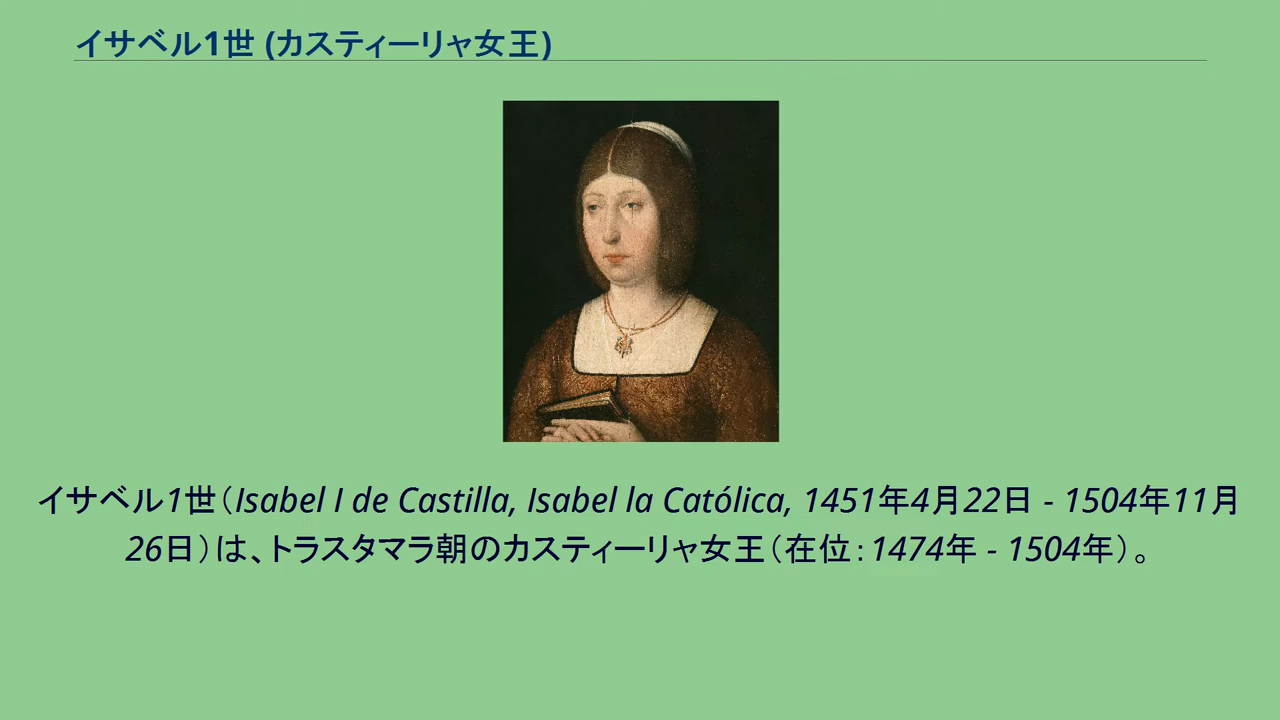 イサベル1世 (カスティーリャ女王)
イサベル1世（Isabel I de Castilla, Isabel la Católica, 1451年4月22日 - 1504年11月
26日）は、トラスタマラ朝のカスティーリャ女王（在位：1474年 - 1504年）。